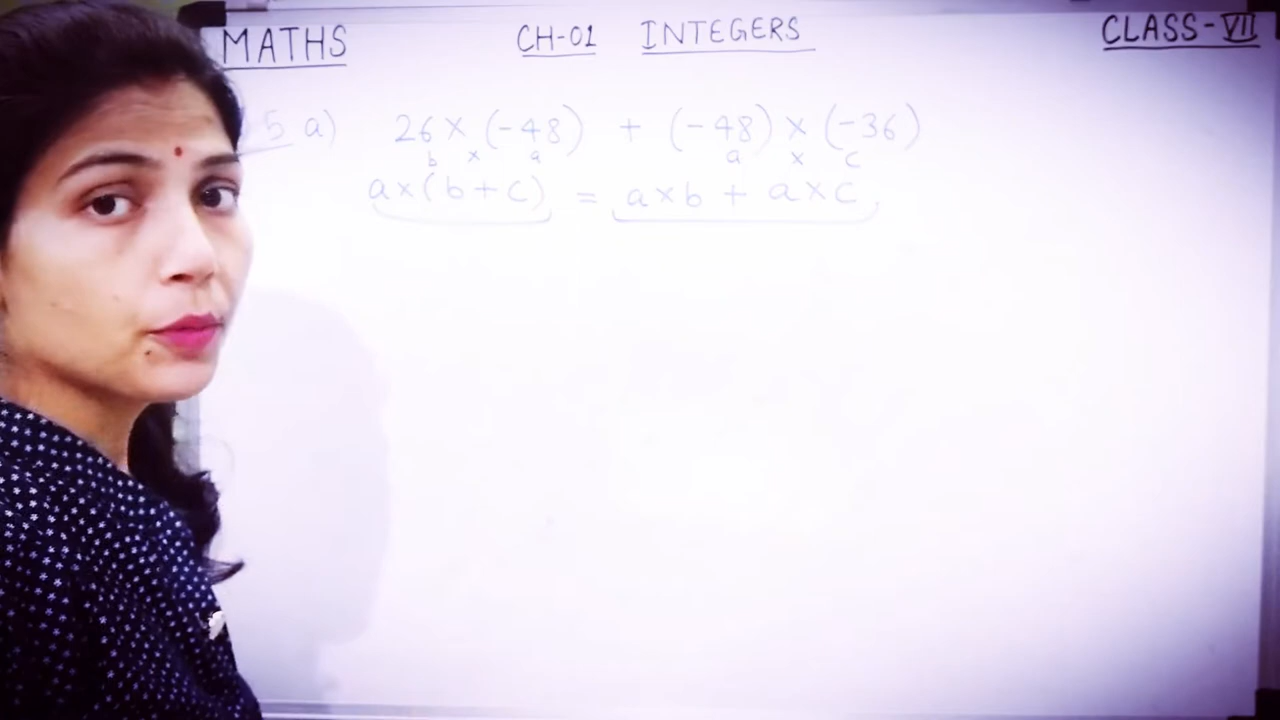 MATHS CH-01 INTEGERS CLASS-VII
5 a) 26 × (-48) + (-48) × (-36)
b × a a × c
a×(b+c) = a×b + a×c